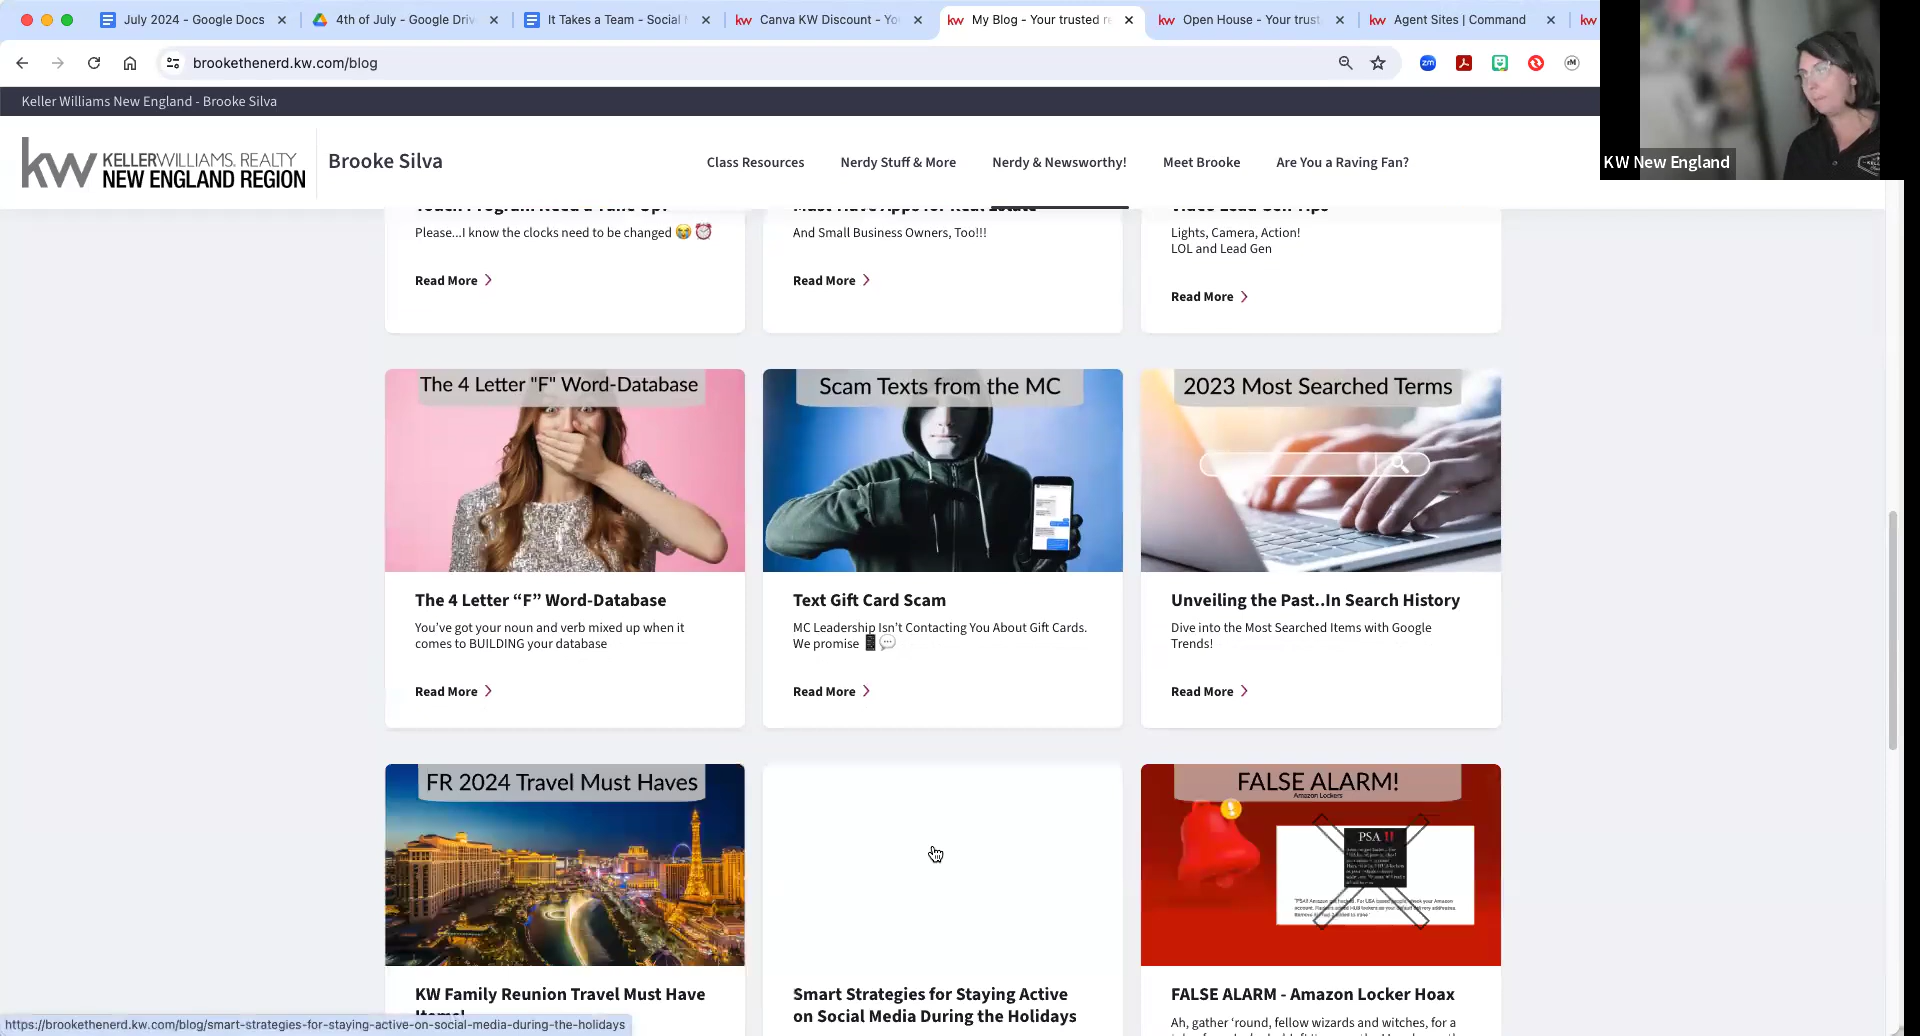 July 2024 - Google Docs
4th of July - Google Driv
It Takes a Team - Social
Canva KW Discount - Yo
My Blog - Your trusted re
Open House - Your trust
Agent Sites | Command
brookethenerd.kw.com/blog
Keller Williams New England - Brooke Silva
kw KELLERWILLIAMS. REALTY
NEW ENGLAND REGION
Brooke Silva
Class Resources
Nerdy Stuff & More
Nerdy & Newsworthy!
Meet Brooke
Are You a Raving Fan?
KW New England
Please...I know the clocks need to be changed 😭 ⏰
Read More
And Small Business Owners, Too!!!
Read More
Lights, Camera, Action!
LOL and Lead Gen
Read More
The 4 Letter "F" Word-Database
The 4 Letter “F” Word-Database
You’ve got your noun and verb mixed up when it
comes to BUILDING your database
Read More
Scam Texts from the MC
Text Gift Card Scam
MC Leadership Isn’t Contacting You About Gift Cards.
We promise 📱💬
Read More
2023 Most Searched Terms
Unveiling the Past..In Search History
Dive into the Most Searched Items with Google
Trends!
Read More
FR 2024 Travel Must Haves
KW Family Reunion Travel Must Have
Items!
Smart Strategies for Staying Active
on Social Media During the Holidays
FALSE ALARM!
Amazon Lockers
PSA ‼
FALSE ALARM - Amazon Locker Hoax
Ah, gather ‘round, fellow wizards and witches, for a
https://brookethenerd.kw.com/blog/smart-strategies-for-staying-active-on-social-media-during-the-holidays